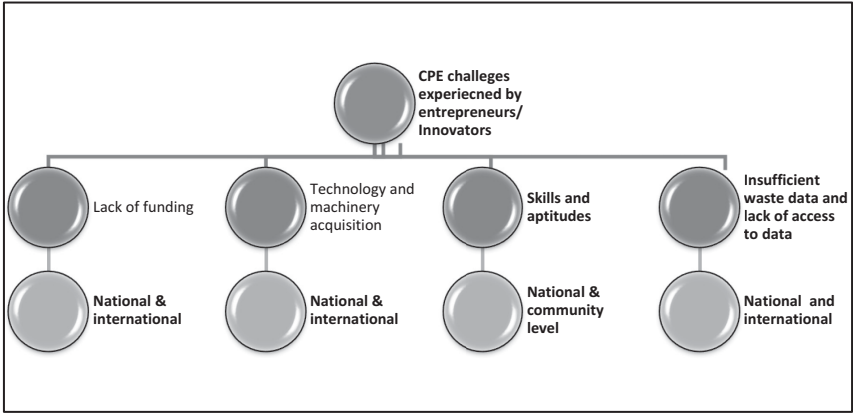 CPE challeges
experiecned by
entrepreneurs/
Innovators
Lack of funding
Technology and
machinery
acquisition
Skills and
aptitudes
Insufficient
waste data and
lack of access
to data
National &
international
National &
international
National &
community
level
National and
international